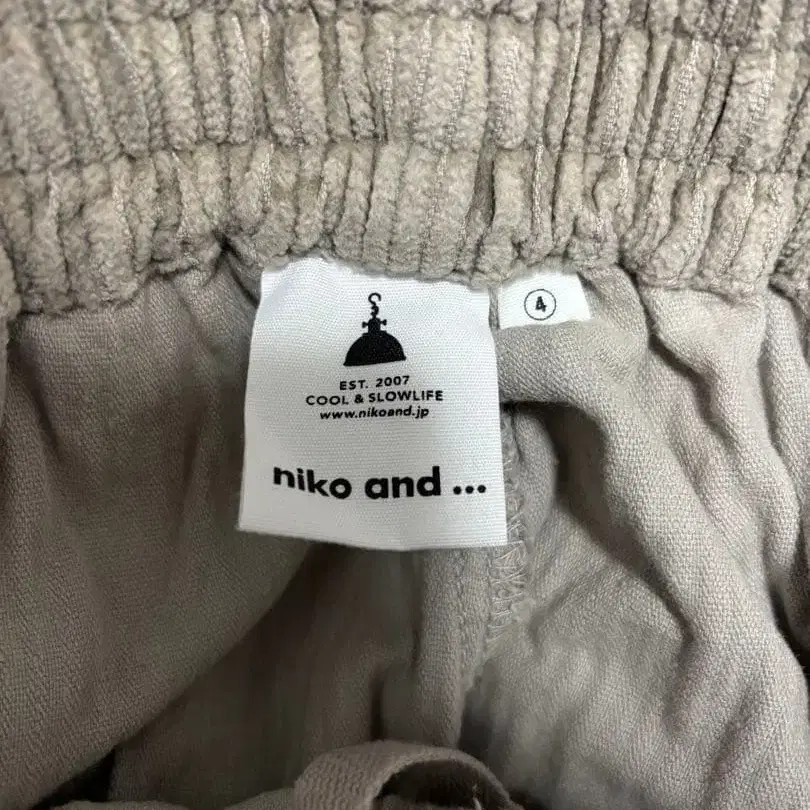 EST. 2007
COOL & SLOWLIFE
www.nikoand.jp
niko and ...
4